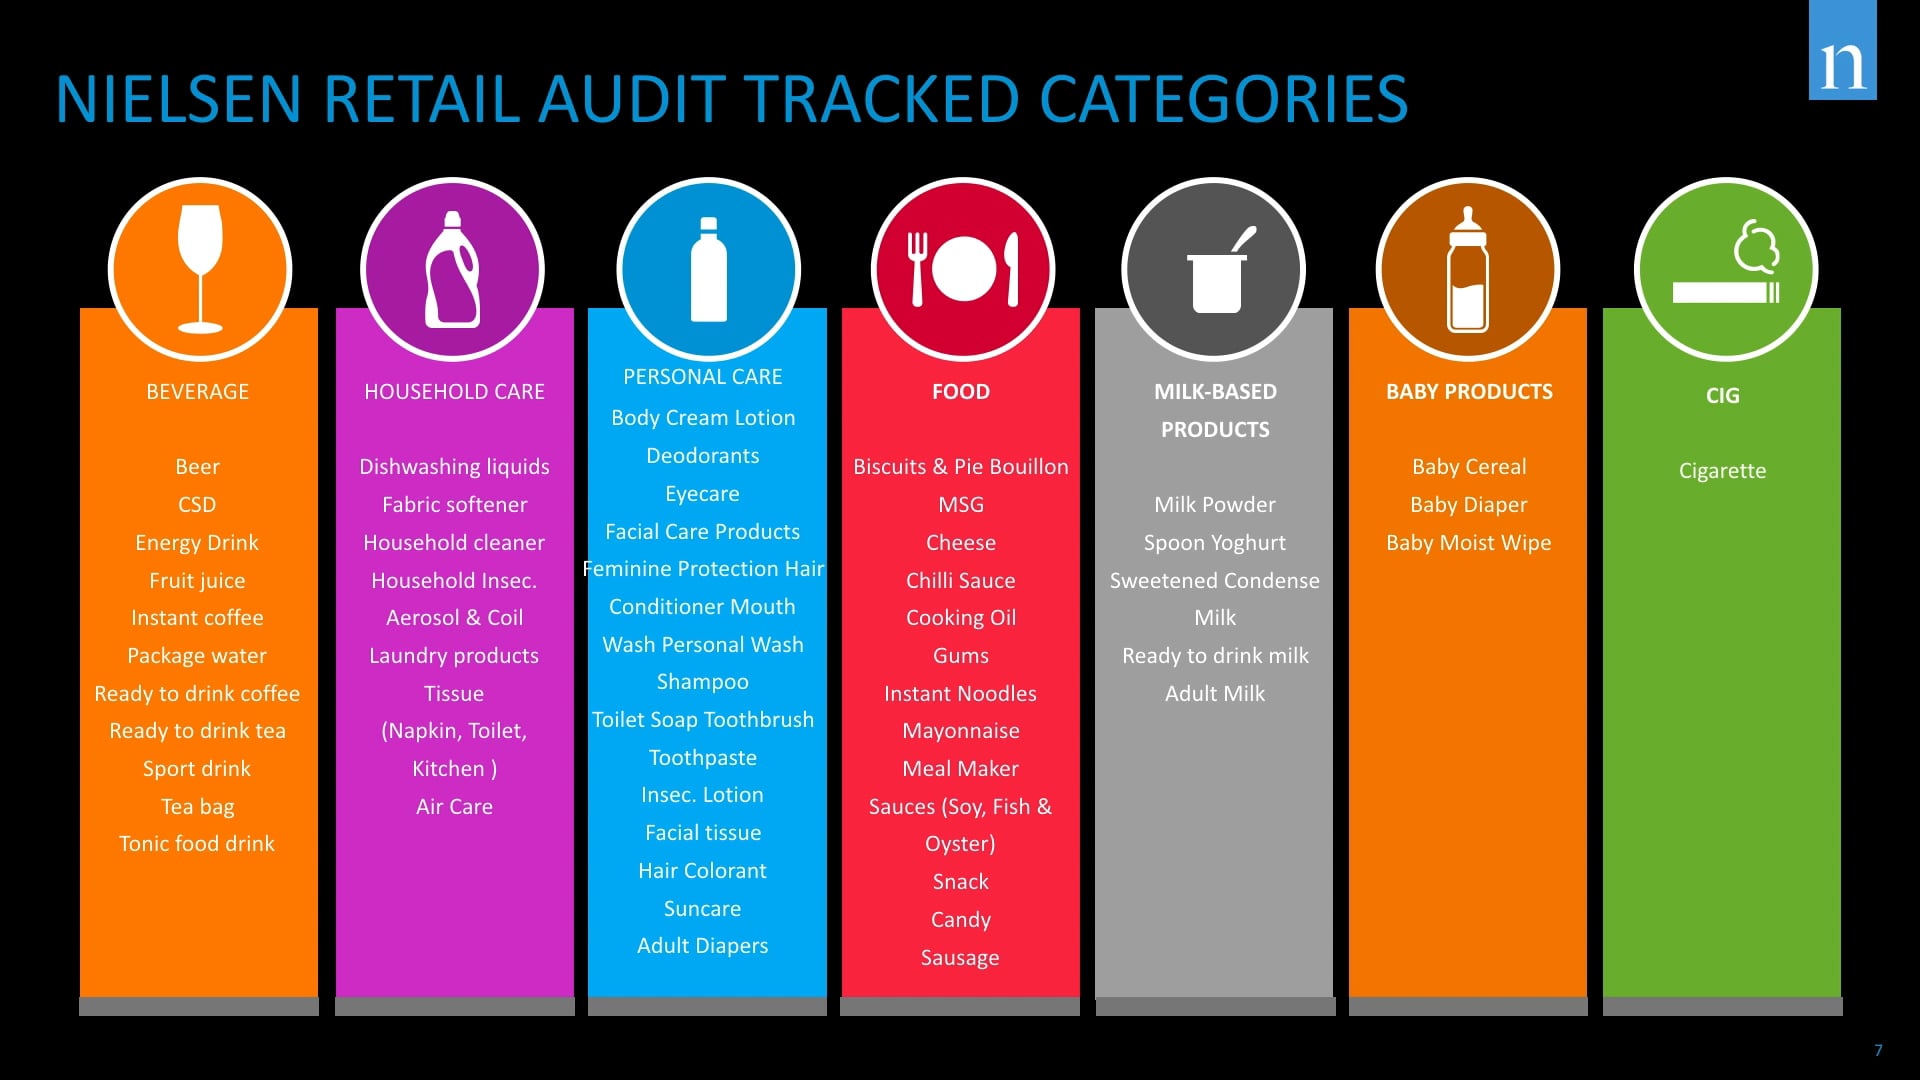 n
NIELSEN RETAIL AUDIT TRACKED CATEGORIES
BEVERAGE
Beer
CSD
Energy Drink
Fruit juice
Instant coffee
Package water
Ready to drink coffee
Ready to drink tea
Sport drink
Tea bag
Tonic food drink
HOUSEHOLD CARE
Dishwashing liquids
Fabric softener
Household cleaner
Household Insec.
Aerosol & Coil
Laundry products
Tissue
(Napkin, Toilet,
Kitchen )
Air Care
PERSONAL CARE
Body Cream Lotion
Deodorants
Eyecare
Facial Care Products
Feminine Protection Hair
Conditioner Mouth
Wash Personal Wash
Shampoo
Toilet Soap Toothbrush
Toothpaste
Insec. Lotion
Facial tissue
Hair Colorant
Suncare
Adult Diapers
FOOD
Biscuits & Pie Bouillon
MSG
Cheese
Chilli Sauce
Cooking Oil
Gums
Instant Noodles
Mayonnaise
Meal Maker
Sauces (Soy, Fish &
Oyster)
Snack
Candy
Sausage
MILK-BASED
PRODUCTS
Milk Powder
Spoon Yoghurt
Sweetened Condense
Milk
Ready to drink milk
Adult Milk
BABY PRODUCTS
Baby Cereal
Baby Diaper
Baby Moist Wipe
CIG
Cigarette
7